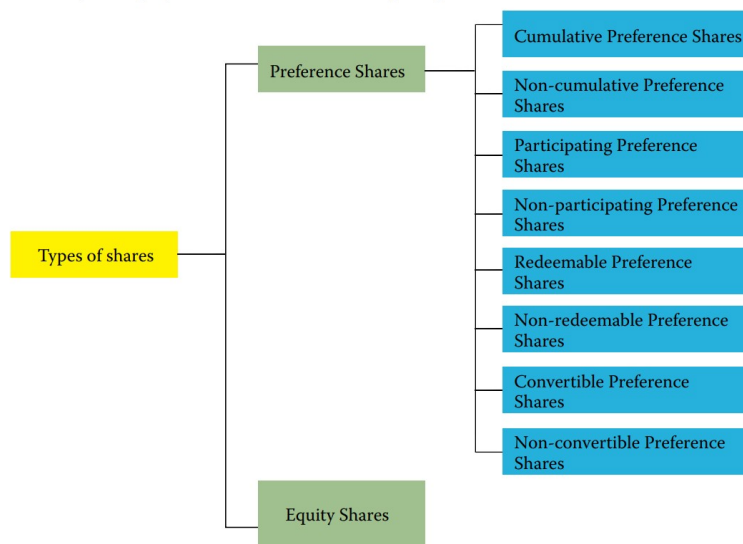 Types of shares
Preference Shares
Cumulative Preference Shares
Non-cumulative Preference
Shares
Participating Preference
Shares
Non-participating Preference
Shares
Redeemable Preference
Shares
Non-redeemable Preference
Shares
Convertible Preference
Shares
Non-convertible Preference
Shares
Equity Shares